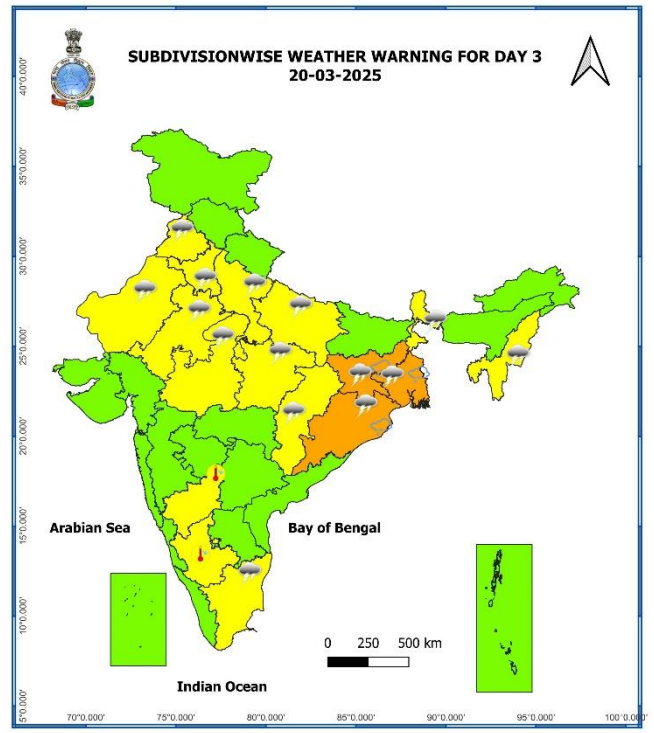 SUBDIVISIONWISE WEATHER WARNING FOR DAY 3
20-03-2025
40°0.000'
35°0.000'
30°0.000'
25°0.000'
20°0.000'
15°0.000'
10°0.000'
5°0.000'
Arabian Sea
Bay of Bengal
0 250 500 km
Indian Ocean
70°0.000' 75°0.000' 80°0.000' 85°0.000' 90°0.000' 95°0.000' 100°0.000'